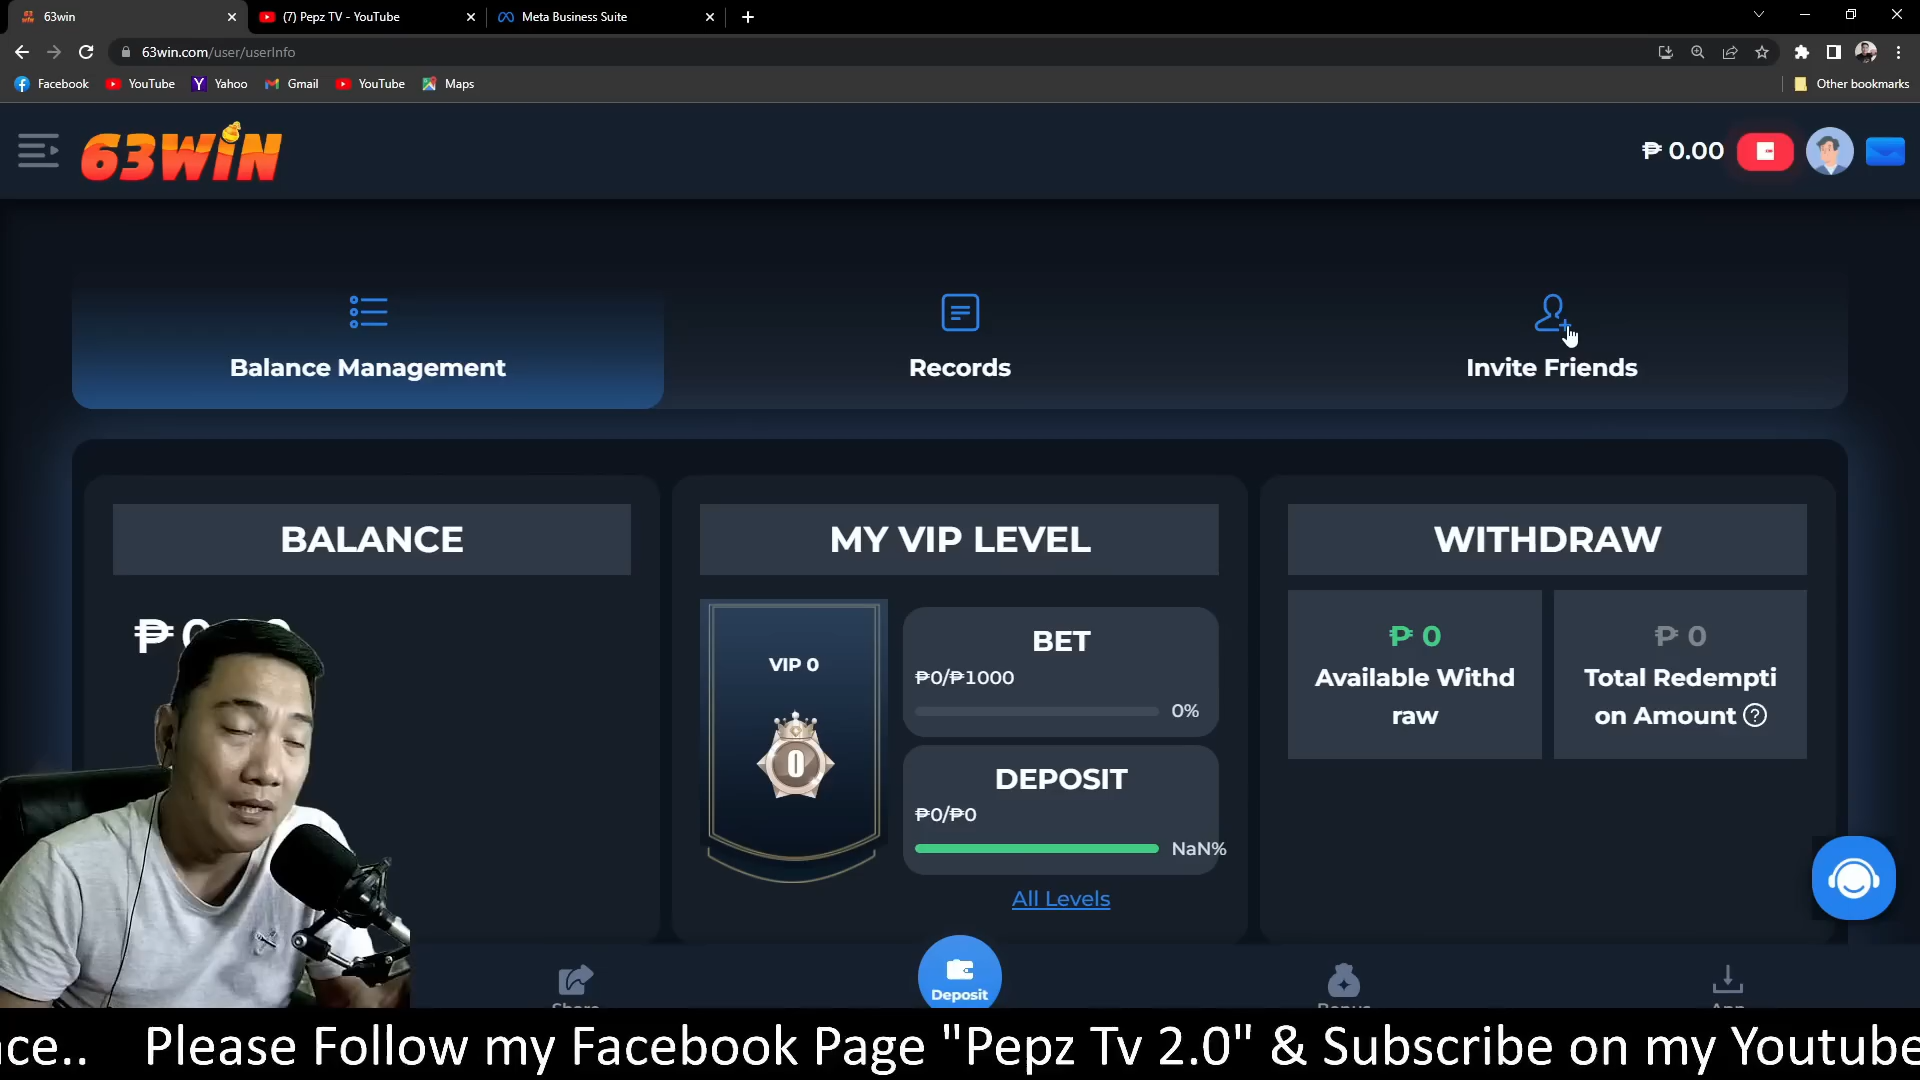 63win
(7) Pepz TV - YouTube
Meta Business Suite
63win.com/user/userInfo
Facebook
YouTube
Yahoo
Gmail
YouTube
Maps
Other bookmarks
63WIN
₱ 0.00
Balance Management
Records
Invite Friends
BALANCE
MY VIP LEVEL
WITHDRAW
VIP 0
0
BET
₱0/₱1000
0%
DEPOSIT
₱0/₱0
NaN%
All Levels
₱ 0
Available Withd
raw
₱ 0
Total Redempti
on Amount ?
Deposit
Please Follow my Facebook Page "Pepz Tv 2.0" & Subscribe on my Youtube